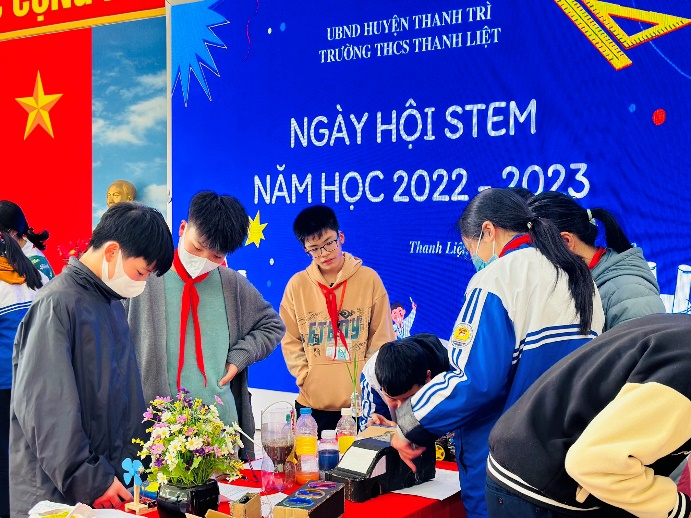 UBND HUYỆN THANH TRÌ
TRƯỜNG THCS THANH LIỆT
NGÀY HỘI STEM
NĂM HỌC 2022 - 2023
Thanh Liệt,